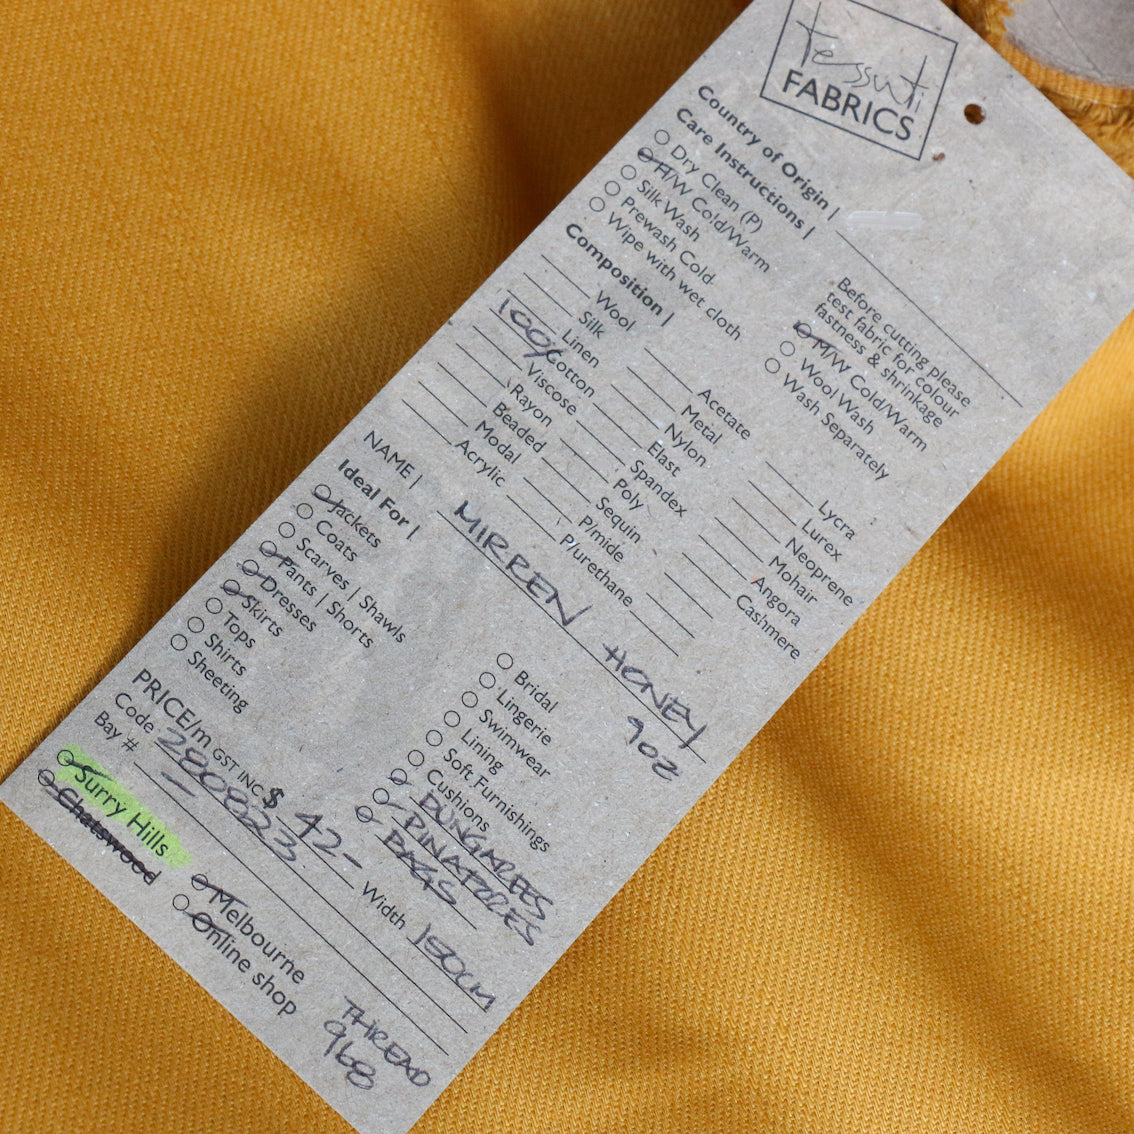 tessuti
FABRICS
Country of Origin |
Care Instructions |
Dry Clean (P)
H/W Cold/Warm
Silk Wash
Prewash Cold
Wipe with wet cloth
Before cutting please
test fabric for colour
fastness & shrinkage
M/W Cold/Warm
Wool Wash
Wash Separately
Composition |
Wool
Silk
Linen
100% Cotton
Viscose
Rayon
Beaded
Modal
Acrylic
Acetate
Metal
Nylon
Elast
Spandex
Poly
Sequin
P/mide
P/urethane
Lycra
Lurex
Neoprene
Mohair
Angora
Cashmere
NAME | MIRREN HONEY
9oz
Ideal For |
Jackets
Coats
Scarves | Shawls
Pants | Shorts
Dresses
Skirts
Tops
Shirts
Sheeting
Bridal
Lingerie
Swimwear
Lining
Soft Furnishings
Cushions
DUNGAREES
PINAFORES
BAGS
PRICE/m GST INC. $ 42- Width 150cm
Code 2808823
Bay #
Surry Hills
Chatswood
Melbourne
Online shop
THREAD
968